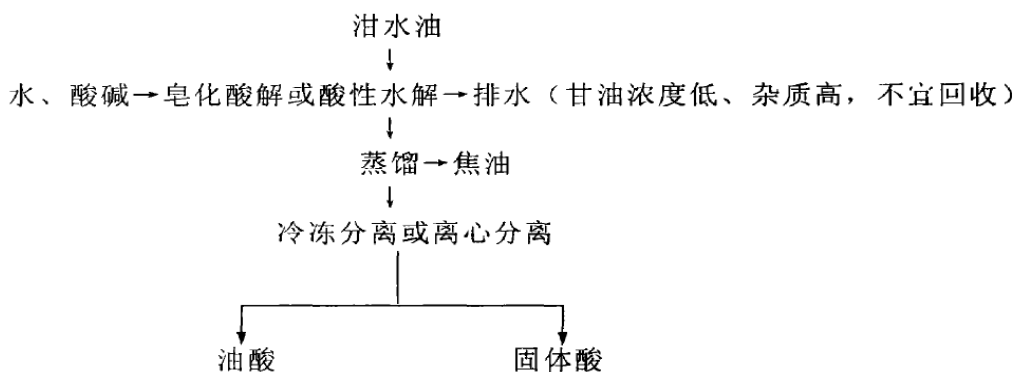 泔水油
↓
水、酸碱→皂化酸解或酸性水解→排水（甘油浓度低、杂质高，不宜回收）
↓
蒸馏→焦油
↓
冷冻分离或离心分离
油酸 固体酸